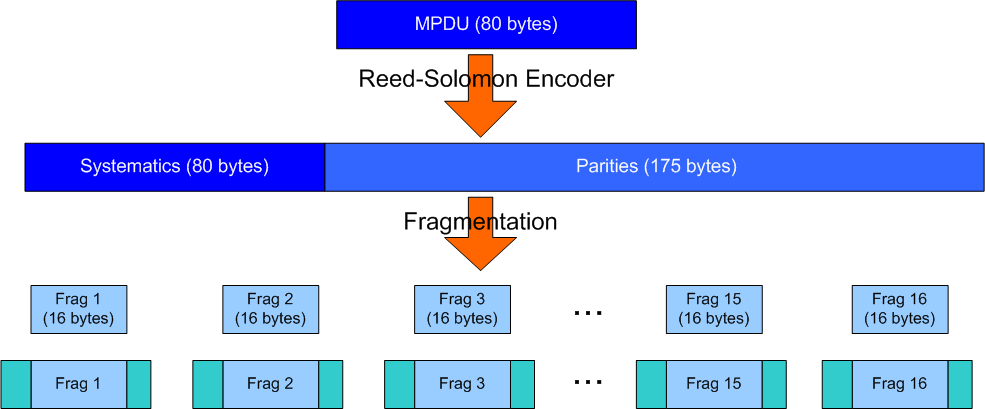 MPDU (80 bytes)
Reed-Solomon Encoder
Systematics (80 bytes) Parities (175 bytes)
Fragmentation
Frag 1 Frag 2 Frag 3 ... Frag 15 Frag 16
(16 bytes) (16 bytes) (16 bytes) (16 bytes) (16 bytes)
Frag 1 Frag 2 Frag 3 ... Frag 15 Frag 16